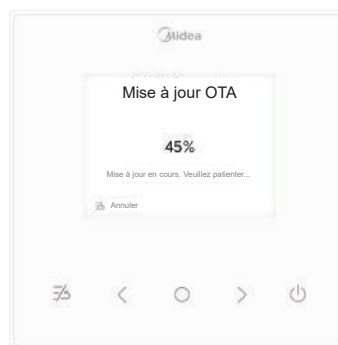 Midea
Mise à jour OTA
45%
Mise à jour en cours. Veuillez patienter...
Annuler